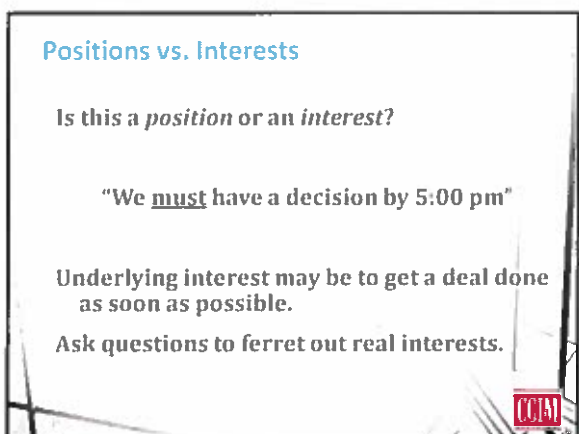 Positions vs. Interests
Is this a position or an interest?
“We must have a decision by 5:00 pm”
Underlying interest may be to get a deal done
as soon as possible.
Ask questions to ferret out real interests.
CCIM